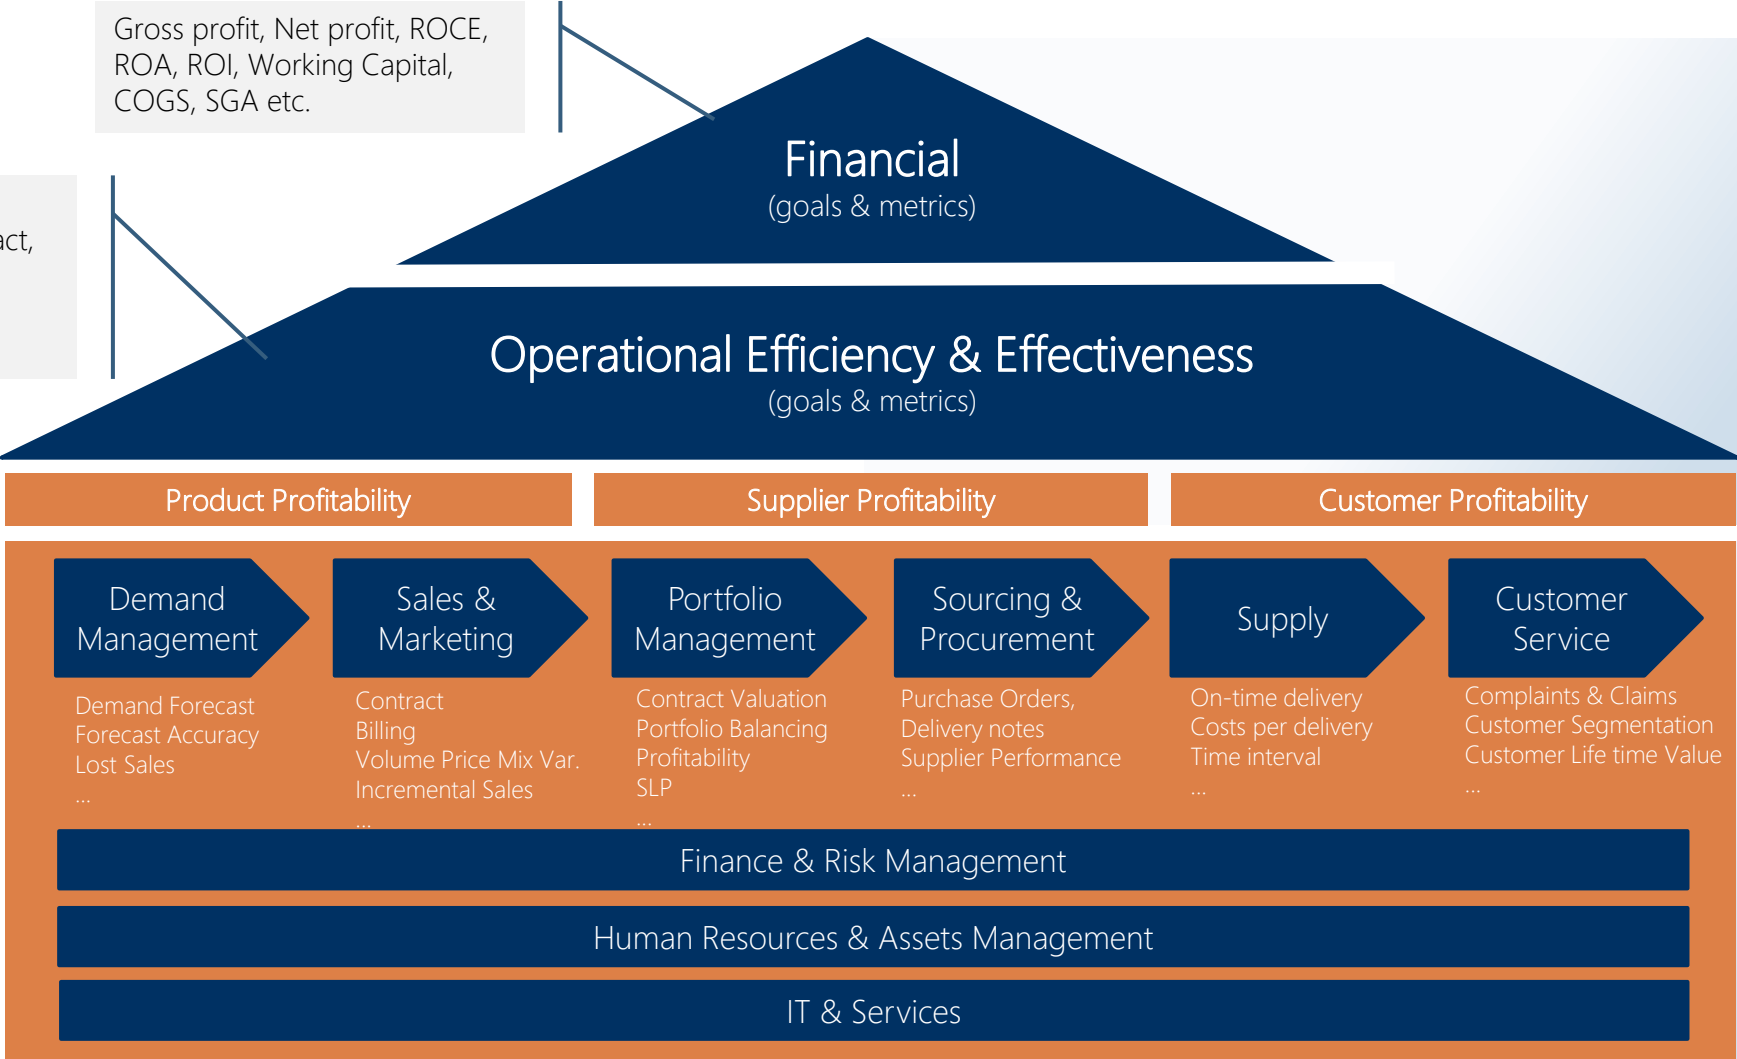 Gross profit, Net profit, ROCE,
ROA, ROI, Working Capital,
COGS, SGA etc.
Financial
(goals & metrics)
Operational Efficiency & Effectiveness
(goals & metrics)
Product Profitability
Supplier Profitability
Customer Profitability
Demand
Management
Demand Forecast
Forecast Accuracy
Lost Sales
...
Sales &
Marketing
Contract
Billing
Volume Price Mix Var.
Incremental Sales
...
Portfolio
Management
Contract Valuation
Portfolio Balancing
Profitability
SLP
...
Sourcing &
Procurement
Purchase Orders,
Delivery notes
Supplier Performance
...
Supply
On-time delivery
Costs per delivery
Time interval
...
Customer
Service
Complaints & Claims
Customer Segmentation
Customer Life time Value
...
Finance & Risk Management
Human Resources & Assets Management
IT & Services